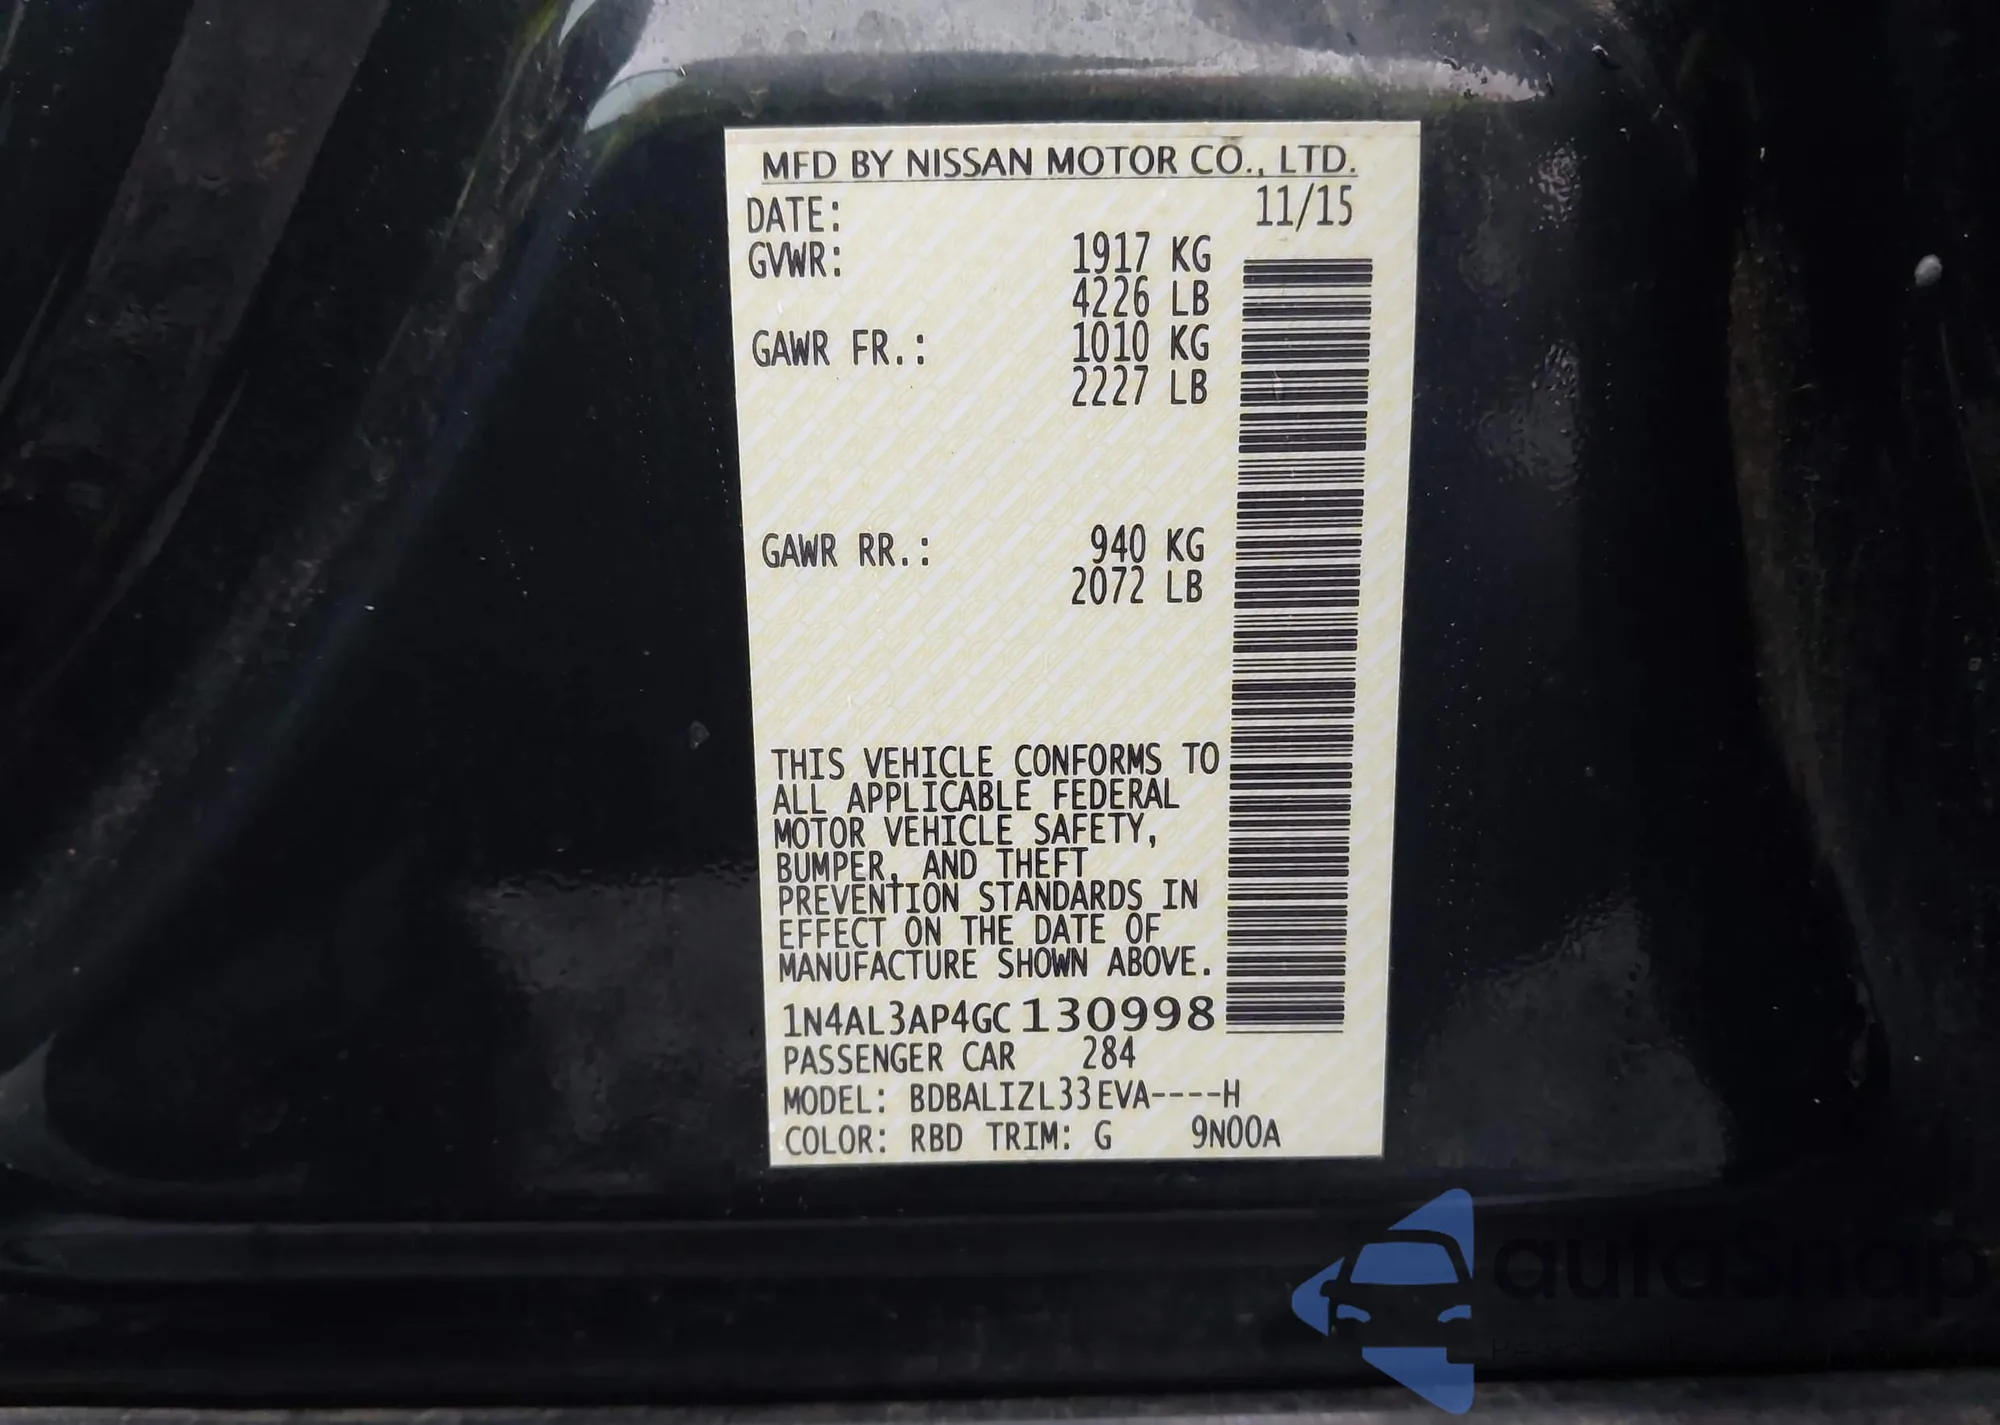 MFD BY NISSAN MOTOR CO., LTD.
DATE: 11/15
GVWR: 1917 KG
4226 LB
GAWR FR.: 1010 KG
2227 LB
GAWR RR.: 940 KG
2072 LB
THIS VEHICLE CONFORMS TO
ALL APPLICABLE FEDERAL
MOTOR VEHICLE SAFETY,
BUMPER, AND THEFT
PREVENTION STANDARDS IN
EFFECT ON THE DATE OF
MANUFACTURE SHOWN ABOVE.
1N4AL3AP4GC130998
PASSENGER CAR 284
MODEL: BDBALIZL33EVA----H
COLOR: RBD TRIM: G 9N00A
autosnap